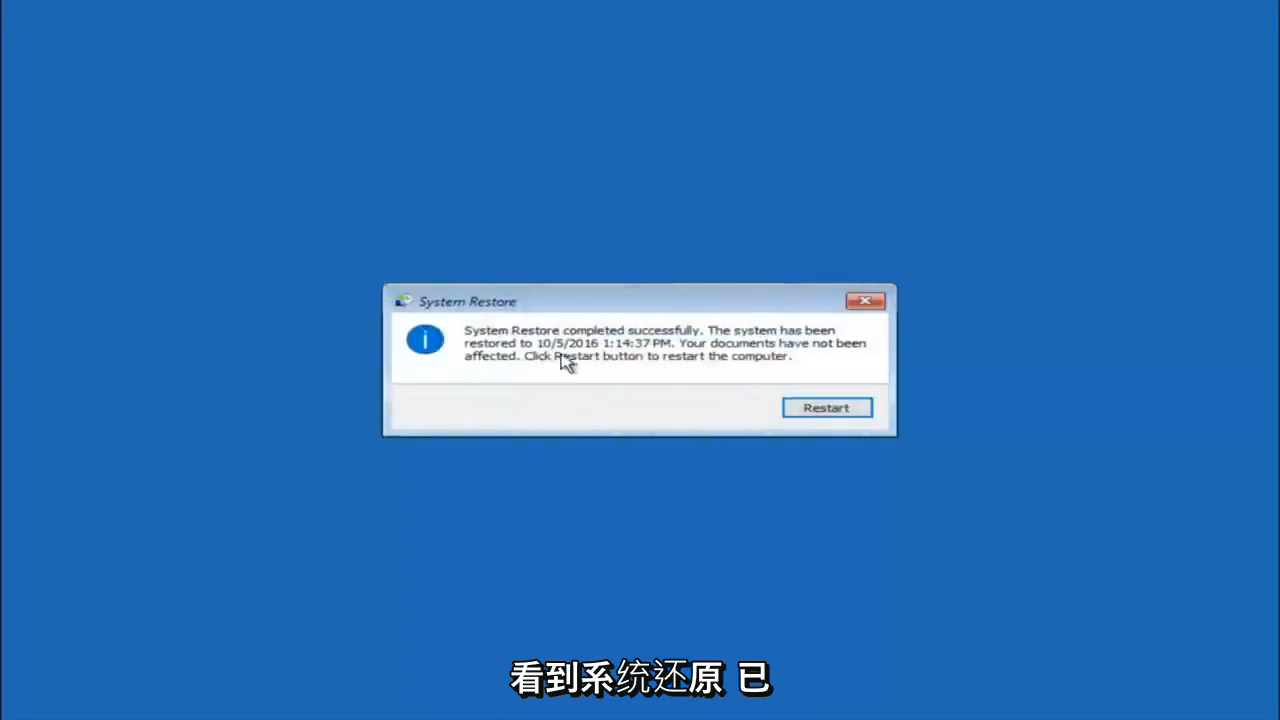 System Restore
System Restore completed successfully. The system has been
restored to 10/5/2016 1:14:37 PM. Your documents have not been
affected. Click Restart button to restart the computer.
Restart
看到系统还原 已